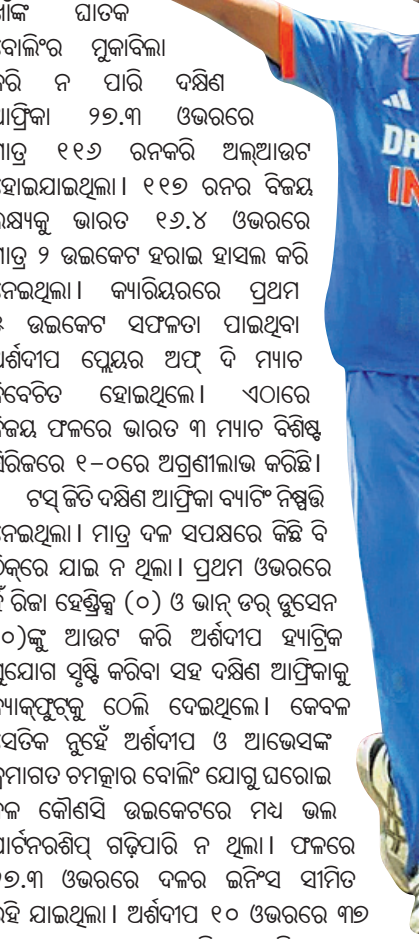 ଘାତକ
ବୋଲିଂର ମୁକାବିଲା
ନ ପାରି ଦକ୍ଷିଣ
ଆଫ୍ରିକା ୨୭.୩ ଓଭରରେ
ମାତ୍ର ୧୧୬ ରନକରି ଅଲ୍‌ଆଉଟ
ହୋଇଯାଇଥିଲା। ୧୧୭ ରନର ବିଜୟ
ଲକ୍ଷ୍ୟକୁ ଭାରତ ୧୬.୪ ଓଭରରେ
ମାତ୍ର ୨ ଉଇକେଟ ହରାଇ ହାସଲ କରି
ନେଇଥିଲା। କ୍ୟାରିୟରରେ ପ୍ରଥମ
ଉଇକେଟ ସଫଳତା ପାଇଥିବା
ଅର୍ଶଦୀପ ପ୍ଲେୟର ଅଫ୍ ଦି ମ୍ୟାଚ
ବିବେଚିତ ହୋଇଥିଲେ। ଏଠାରେ
ବିଜୟ ଫଳରେ ଭାରତ ୩ ମ୍ୟାଚ ବିଶିଷ୍ଟ
ସିରିଜରେ ୧-୦ରେ ଅଗ୍ରଣୀଲାଭ କରିଛି।
ଟସ୍ ଜିତି ଦକ୍ଷିଣ ଆଫ୍ରିକା ବ୍ୟାଟିଂ ନିଷ୍ପତ୍ତି
ନେଇଥିଲା। ମାତ୍ର ଦଳ ସପକ୍ଷରେ କିଛି ବି
ଠିକ୍‌ରେ ଯାଇ ନ ଥିଲା। ପ୍ରଥମ ଓଭରରେ
ହିଁ ରିଜା ହେଣ୍ଡ୍ରିକ୍ସ (୦) ଓ ଭାନ୍ ଡର୍ ଡୁସେନ
(୦)ଙ୍କୁ ଆଉଟ କରି ଅର୍ଶଦୀପ ହ୍ୟାଟ୍ରିକ
ସୁଯୋଗ ସୃଷ୍ଟି କରିବା ସହ ଦକ୍ଷିଣ ଆଫ୍ରିକାକୁ
ବ୍ୟାକ୍‌ଫୁଟ୍‌କୁ ଠେଲି ଦେଇଥିଲେ। କେବଳ
ସେତିକ ନୁହେଁ ଅର୍ଶଦୀପ ଓ ଆଭେସଙ୍କ
କ୍ରମାଗତ ଚମତ୍କାର ବୋଲିଂ ଯୋଗୁ ଘରୋଇ
ଦଳ କୌଣସି ଉଇକେଟରେ ମଧ୍ୟ ଭଲ
ପାର୍ଟନରଶିପ୍ ଗଢ଼ିପାରି ନ ଥିଲା। ଫଳରେ
୨୭.୩ ଓଭରରେ ଦଳର ଇନିଂସ ସୀମିତ
ରହି ଯାଇଥିଲା। ଅର୍ଶଦୀପ ୧୦ ଓଭରରେ ୩୭